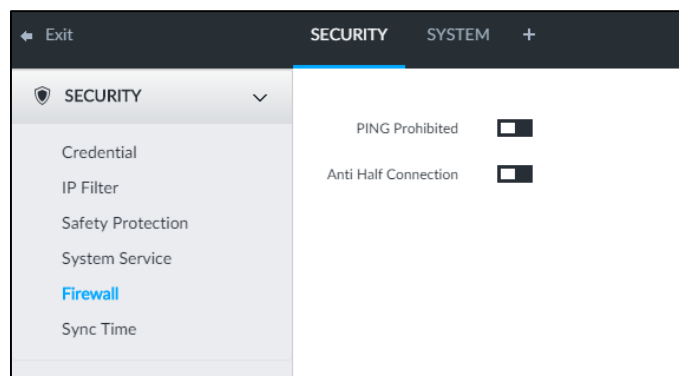 Exit
SECURITY
SYSTEM
+
SECURITY
Credential
IP Filter
Safety Protection
System Service
Firewall
Sync Time
PING Prohibited
Anti Half Connection